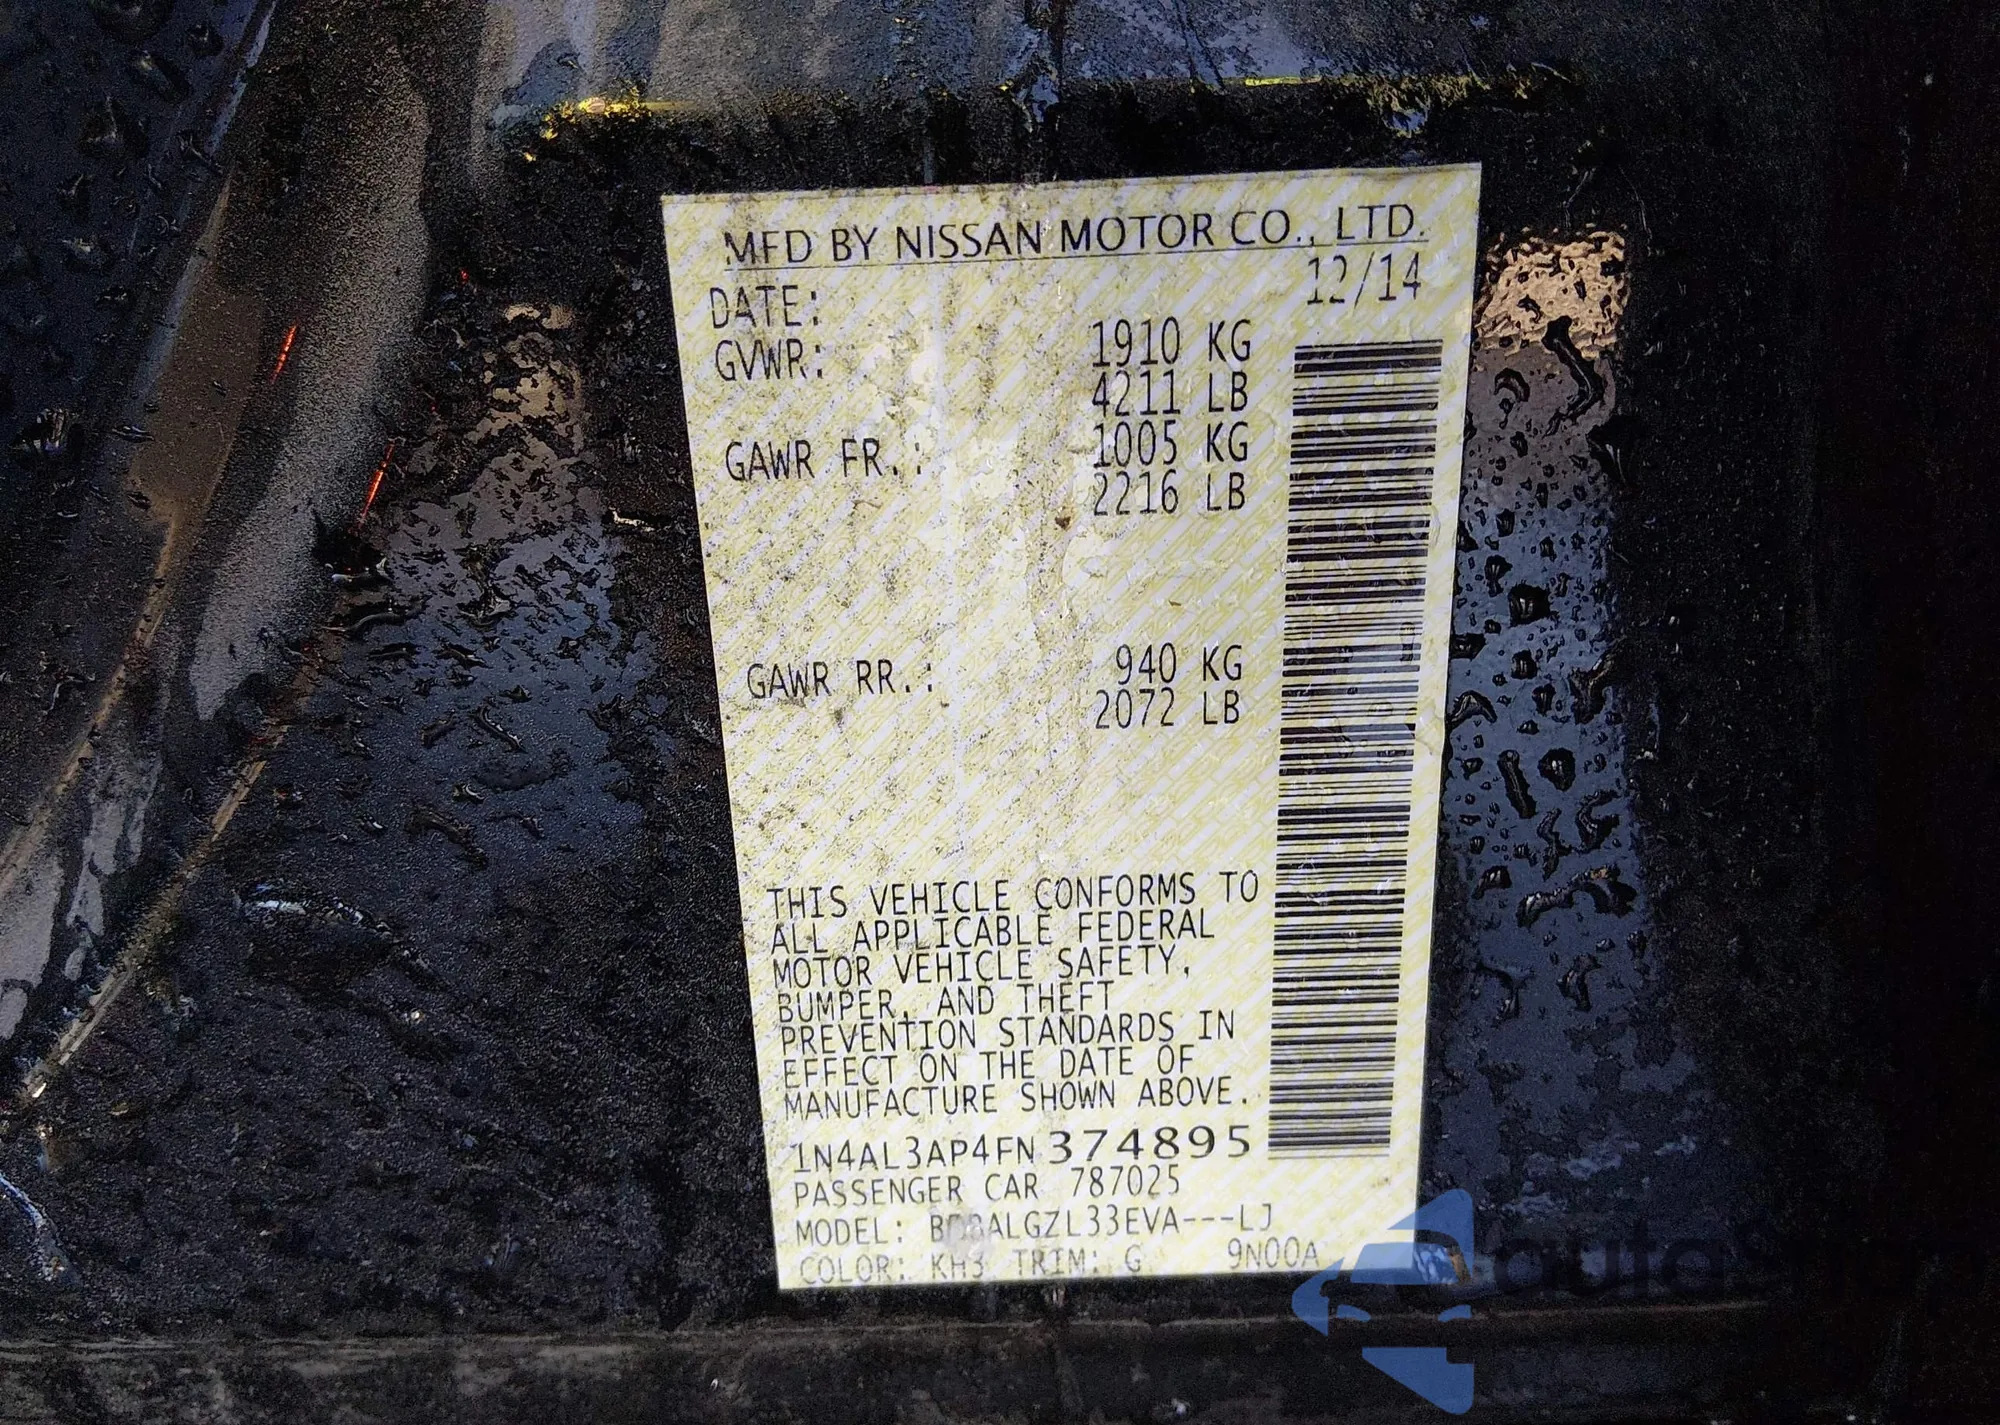 MFD BY NISSAN MOTOR CO., LTD.
DATE: 12/14
GVWR: 1910 KG
4211 LB
GAWR FR.: 1005 KG
2216 LB
GAWR RR.: 940 KG
2072 LB
THIS VEHICLE CONFORMS TO
ALL APPLICABLE FEDERAL
MOTOR VEHICLE SAFETY,
BUMPER, AND THEFT
PREVENTION STANDARDS IN
EFFECT ON THE DATE OF
MANUFACTURE SHOWN ABOVE.
1N4AL3AP4FN374895
PASSENGER CAR 787025
MODEL:
COLOR: KH3 TRIM: G 9N00A